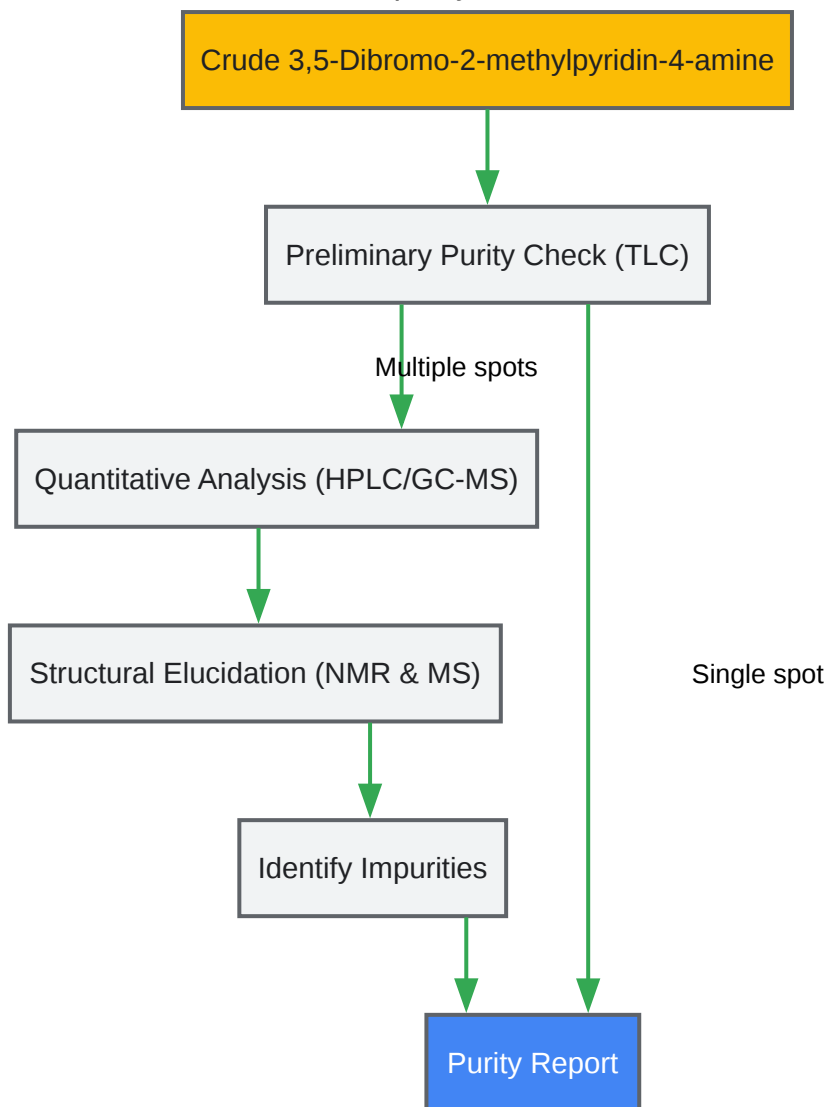 Crude 3,5-Dibromo-2-methylpyridin-4-amine
Preliminary Purity Check (TLC)
Multiple spots
Quantitative Analysis (HPLC/GC-MS)
Structural Elucidation (NMR & MS)
Single spot
Identify Impurities
Purity Report